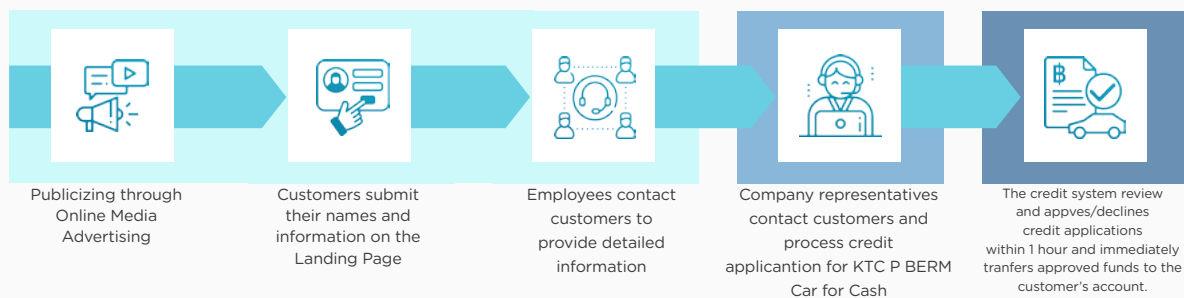 Publicizing through
Online Media
Advertising
Customers submit
their names and
information on the
Landing Page
Employees contact
customers to
provide detailed
information
Company representatives
contact customers and
process credit
applicantion for KTC P BERM
Car for Cash
฿
The credit system review
and appves/declines
credit applications
within 1 hour and immediately
tranfers approved funds to the
customer's account.